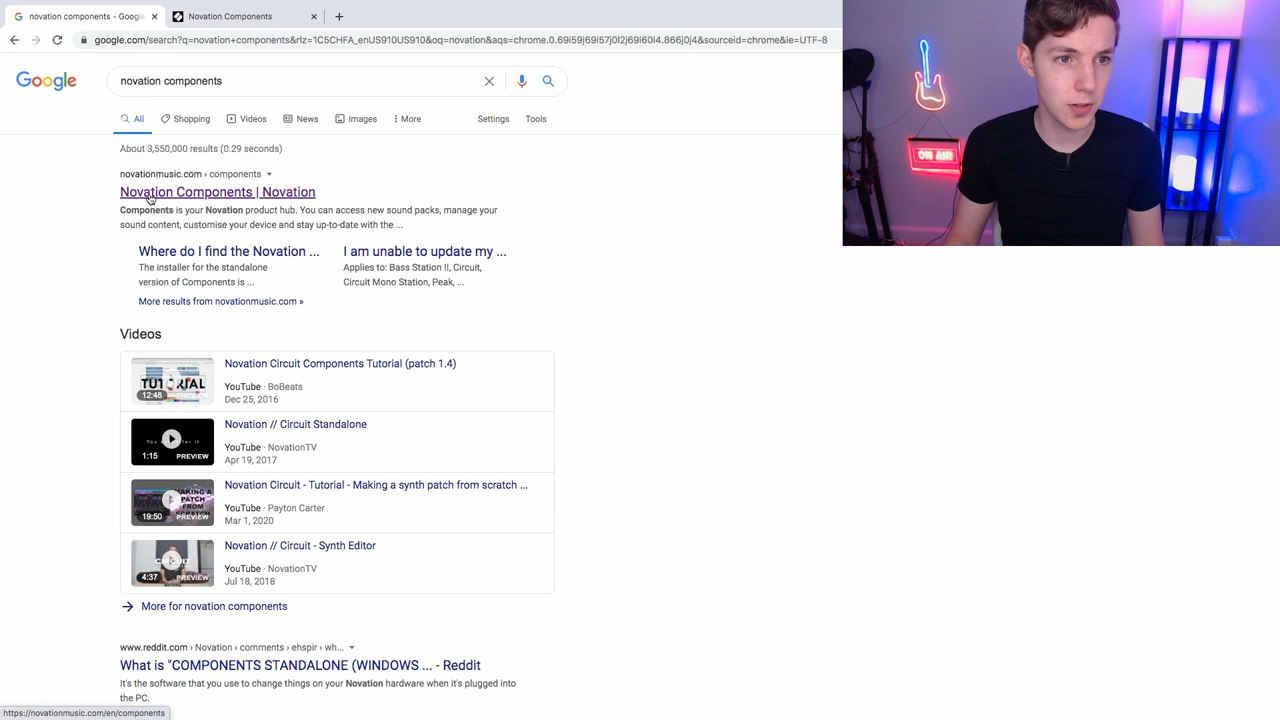 novation components - Google
Novation Components
google.com/search?q=novation+components&rlz=1C5CHFA_enUS910US910&oq=novation&aqs=chrome.0.69i59j69i57j0l2j69i60l4.866j0j4&sourceid=chrome&ie=UTF-8
Google
novation components
All
Shopping
Videos
News
Images
More
Settings
Tools
About 3,550,000 results (0.29 seconds)
novationmusic.com › components
Novation Components | Novation
Components is your Novation product hub. You can access new sound packs, manage your
sound content, customise your device and stay up-to-date with the ...
Where do I find the Novation ...
The installer for the standalone
version of Components is ...
I am unable to update my ...
Applies to: Bass Station II, Circuit,
Circuit Mono Station, Peak, ...
More results from novationmusic.com »
Videos
TUTORIAL
12:48
PREVIEW
Novation Circuit Components Tutorial (patch 1.4)
YouTube · BoBeats
Dec 25, 2016
1:15
PREVIEW
Novation // Circuit Standalone
YouTube · NovationTV
Apr 19, 2017
MAKING A
PATCH
FROM
SCRATCH
19:50
PREVIEW
Novation Circuit - Tutorial - Making a synth patch from scratch ...
YouTube · Payton Carter
Mar 1, 2020
CIRCUIT
4:37
PREVIEW
Novation // Circuit - Synth Editor
YouTube · NovationTV
Jul 18, 2018
More for novation components
www.reddit.com › Novation › comments › ehspir › wh...
What is "COMPONENTS STANDALONE (WINDOWS ... - Reddit
It's the software that you use to change things on your Novation hardware when it's plugged into
the PC.
https://novationmusic.com/en/components
ON AIR